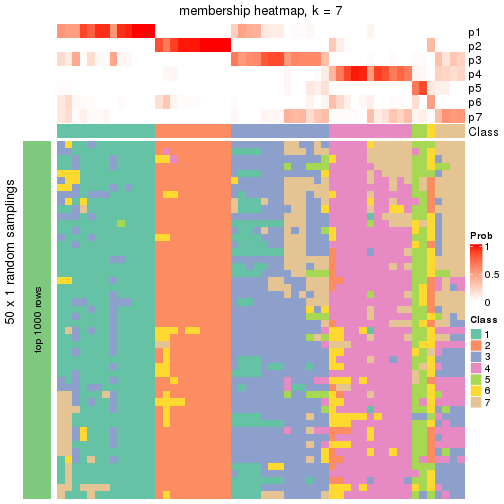 membership heatmap, k = 7
p1
p2
p3
p4
p5
p6
p7
Class
50 x 1 random samplings
top 1000 rows
Prob
1
0.5
0
Class
1
2
3
4
5
6
7